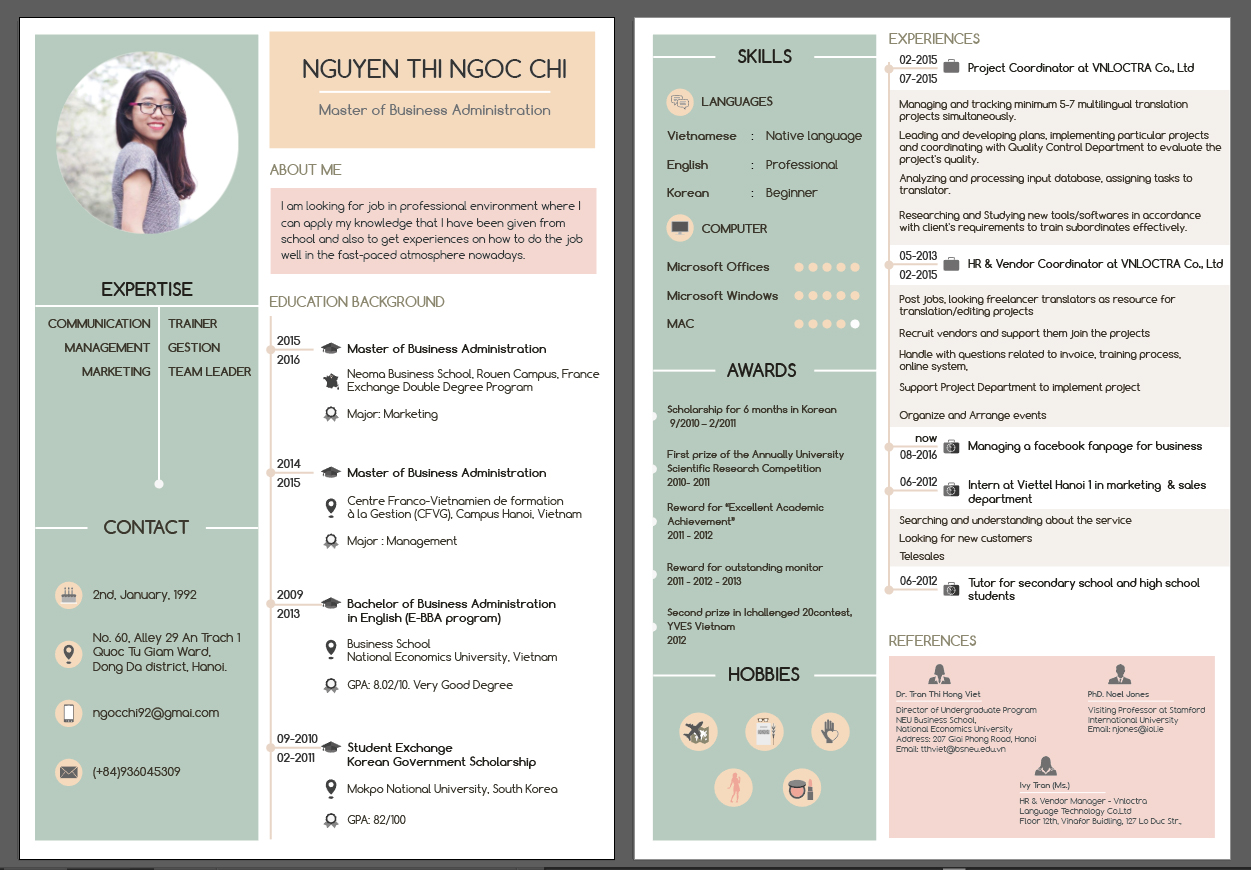 NGUYEN THI NGOC CHI
Master of Business Administration
ABOUT ME
I am looking for job in professional environment where I
can apply my knowledge that I have been given from
school and also to get experiences on how to do the job
well in the fast-paced atmosphere nowadays.
EXPERTISE
COMMUNICATION
MANAGEMENT
MARKETING
TRAINER
GESTION
TEAM LEADER
CONTACT
2nd, January, 1992
No. 60, Alley 29 An Trach 1
Quoc Tu Giam Ward,
Dong Da district, Hanoi.
ngocchi92@gmai.com
(+84)936045309
EDUCATION BACKGROUND
2015
2016
Master of Business Administration
Neoma Business School, Rouen Campus, France
Exchange Double Degree Program
Major: Marketing
2014
2015
Master of Business Administration
Centre Franco-Vietnamien de formation
à la Gestion (CFVG), Campus Hanoi, Vietnam
Major : Management
2009
2013
Bachelor of Business Administration
in English (E-BBA program)
Business School
National Economics University, Vietnam
GPA: 8.02/10. Very Good Degree
09-2010
02-2011
Student Exchange
Korean Government Scholarship
Mokpo National University, South Korea
GPA: 82/100
SKILLS
LANGUAGES
Vietnamese : Native language
English : Professional
Korean : Beginner
COMPUTER
Microsoft Offices
Microsoft Windows
MAC
AWARDS
Scholarship for 6 months in Korean
9/2010 – 2/2011
First prize of the Annually University
Scientific Research Competition
2010- 2011
Reward for "Excellent Academic
Achievement"
2011 - 2012
Reward for outstanding monitor
2011 - 2012 - 2013
Second prize in Ichallenged 20contest,
YVES Vietnam
2012
HOBBIES
EXPERIENCES
02-2015
07-2015
Project Coordinator at VNLOCTRA Co., Ltd
Managing and tracking minimum 5-7 multilingual translation
projects simultaneously.
Leading and developing plans, implementing particular projects
and coordinating with Quality Control Department to evaluate the
project's quality.
Analyzing and processing input database, assigning tasks to
translator.
Researching and Studying new tools/softwares in accordance
with client's requirements to train subordinates effectively.
05-2013
02-2015
HR & Vendor Coordinator at VNLOCTRA Co., Ltd
Post jobs, looking freelancer translators as resource for
translation/editing projects
Recruit vendors and support them join the projects
Handle with questions related to invoice, training process,
online system,
Support Project Department to implement project
Organize and Arrange events
now
08-2016
Managing a facebook fanpage for business
06-2012
Intern at Viettel Hanoi 1 in marketing & sales
department
Searching and understanding about the service
Looking for new customers
Telesales
06-2012
Tutor for secondary school and high school
students
REFERENCES
Dr. Tran Thi Hong Viet
Director of Undergraduate Program
NEU Business School,
National Economics University
Address: 207 Giai Phong Road, Hanoi
Email: tthviet@bsneu.edu.vn
PhD. Noel Jones
Visiting Professor at Stamford
International University
Email: njones@iol.ie
Ivy Tran (Ms.)
HR & Vendor Manager - Vnloctra
Language Technology Co.Ltd
Floor 12th, Vinafor Buidling, 127 Lo Duc Str.,